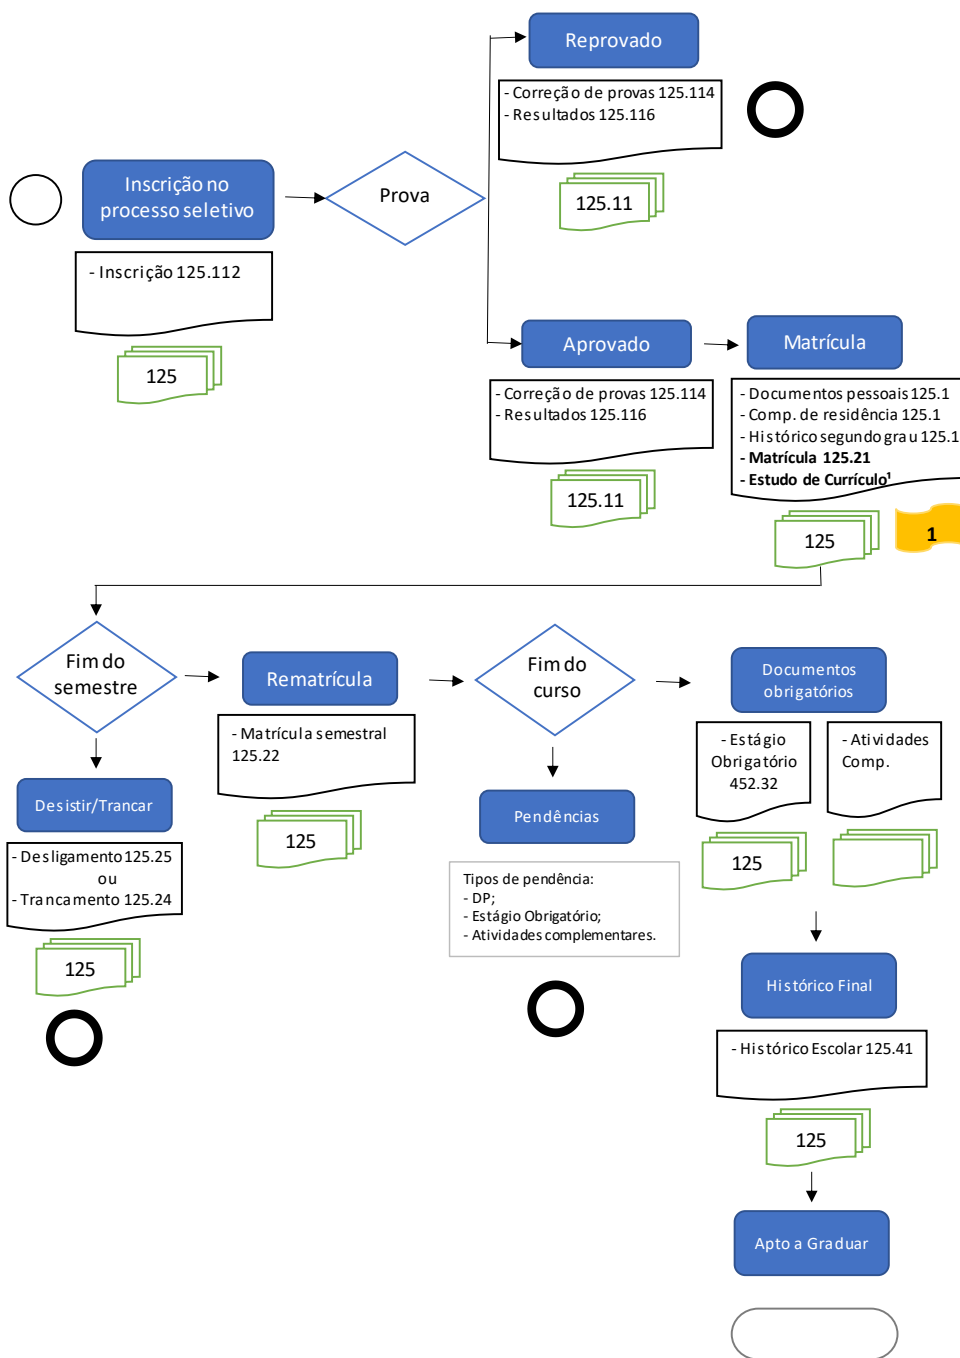 Reprovado
- Correção de provas 125.114
- Resultados 125.116
125.11
Inscrição no
processo seletivo
- Inscrição 125.112
125
Prova
Aprovado
- Correção de provas 125.114
- Resultados 125.116
125.11
Matrícula
- Documentos pessoais 125.1
- Comp. de residência 125.1
- Histórico segundo grau 125.1
- Matrícula 125.21
- Estudo de Currículo¹
125
1
Fim do
semestre
Rematrícula
- Matrícula semestral
125.22
125
Desistir/Trancar
- Desligamento 125.25
ou
- Trancamento 125.24
125
Fim do
curso
Pendências
Tipos de pendência:
- DP;
- Estágio Obrigatório;
- Atividades complementares.
Documentos
obrigatórios
- Estágio
Obrigatório
452.32
125
- Atividades
Comp.
Histórico Final
- Histórico Escolar 125.41
125
Apto a Graduar